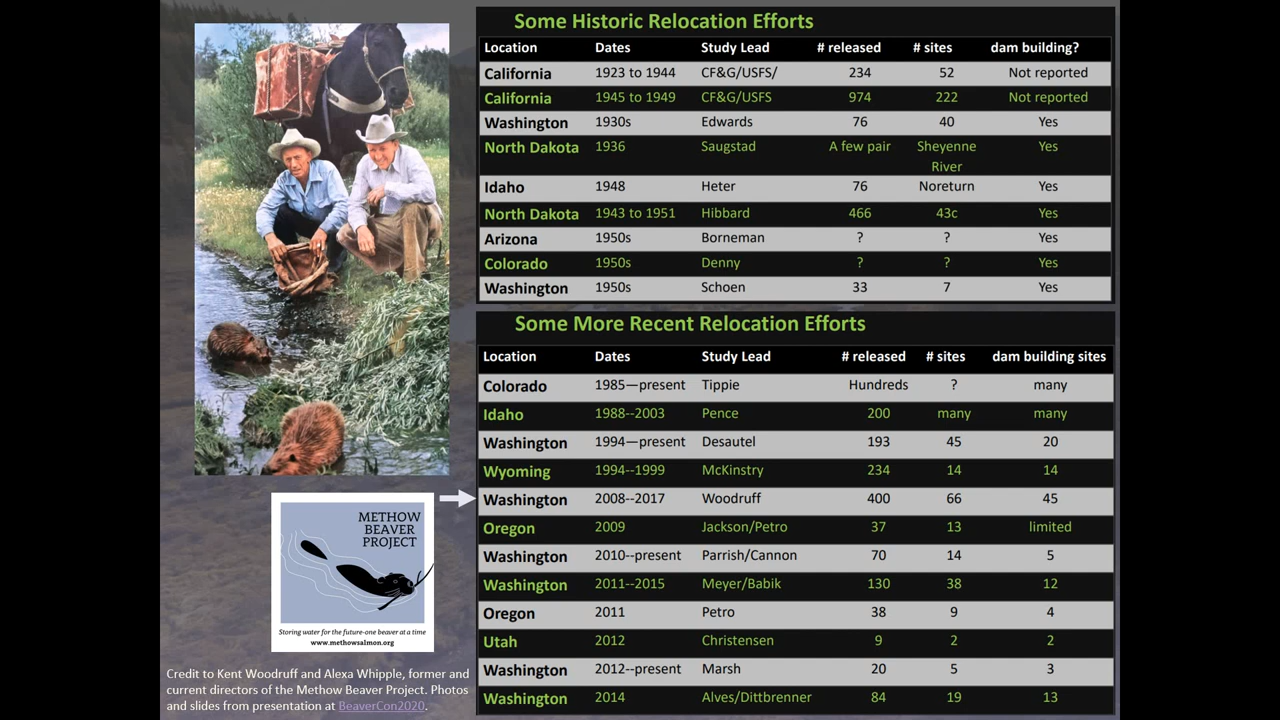 Some Historic Relocation Efforts
Location Dates Study Lead # released # sites dam building?
California 1923 to 1944 CF&G/USFS/ 234 52 Not reported
California 1945 to 1949 CF&G/USFS 974 222 Not reported
Washington 1930s Edwards 76 40 Yes
North Dakota 1936 Saugstad A few pair Sheyenne River Yes
Idaho 1948 Heter 76 Noreturn Yes
North Dakota 1943 to 1951 Hibbard 466 43c Yes
Arizona 1950s Borneman ? ? Yes
Colorado 1950s Denny ? ? Yes
Washington 1950s Schoen 33 7 Yes
Some More Recent Relocation Efforts
Location Dates Study Lead # released # sites dam building sites
Colorado 1985—present Tippie Hundreds ? many
Idaho 1988--2003 Pence 200 many many
Washington 1994—present Desautel 193 45 20
Wyoming 1994--1999 McKinstry 234 14 14
Washington 2008--2017 Woodruff 400 66 45
Oregon 2009 Jackson/Petro 37 13 limited
Washington 2010--present Parrish/Cannon 70 14 5
Washington 2011--2015 Meyer/Babik 130 38 12
Oregon 2011 Petro 38 9 4
Utah 2012 Christensen 9 2 2
Washington 2012--present Marsh 20 5 3
Washington 2014 Alves/Dittbrenner 84 19 13
METHOW
BEAVER
PROJECT
Storing water for the future-one beaver at a time
www.methowsalmon.org
Credit to Kent Woodruff and Alexa Whipple, former and
current directors of the Methow Beaver Project. Photos
and slides from presentation at BeaverCon2020.